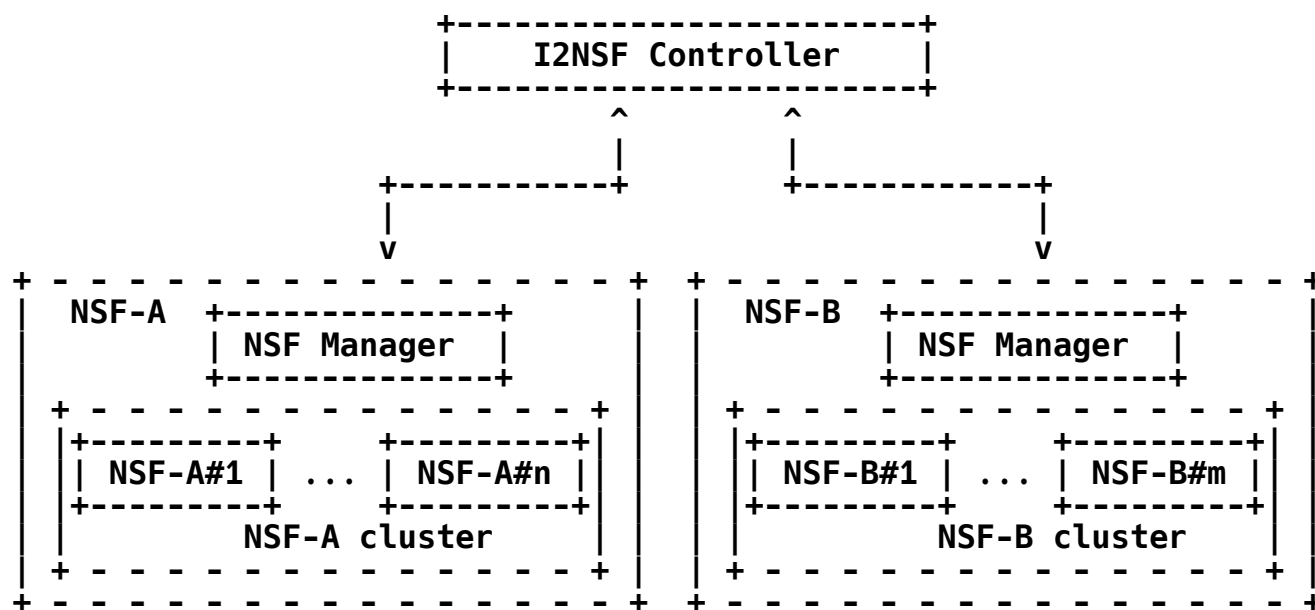 I2NSF Controller
NSF-A NSF-B
NSF Manager NSF Manager
NSF-A#1 ... NSF-A#n NSF-B#1 ... NSF-B#m
NSF-A cluster NSF-B cluster